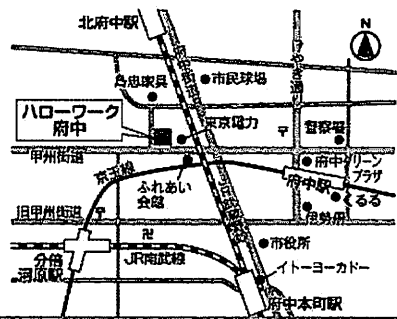 北府中駅
N
けやき通り
市民球場
ハローワーク
府中
東京電力
警察署
甲州街道
京王線
ふれあい
会館
府中グリーン
プラザ
府中駅
くるる
伊勢丹
旧甲州街道
市役所
分倍
河原駅
JR南武線
イトーヨーカドー
府中本町駅